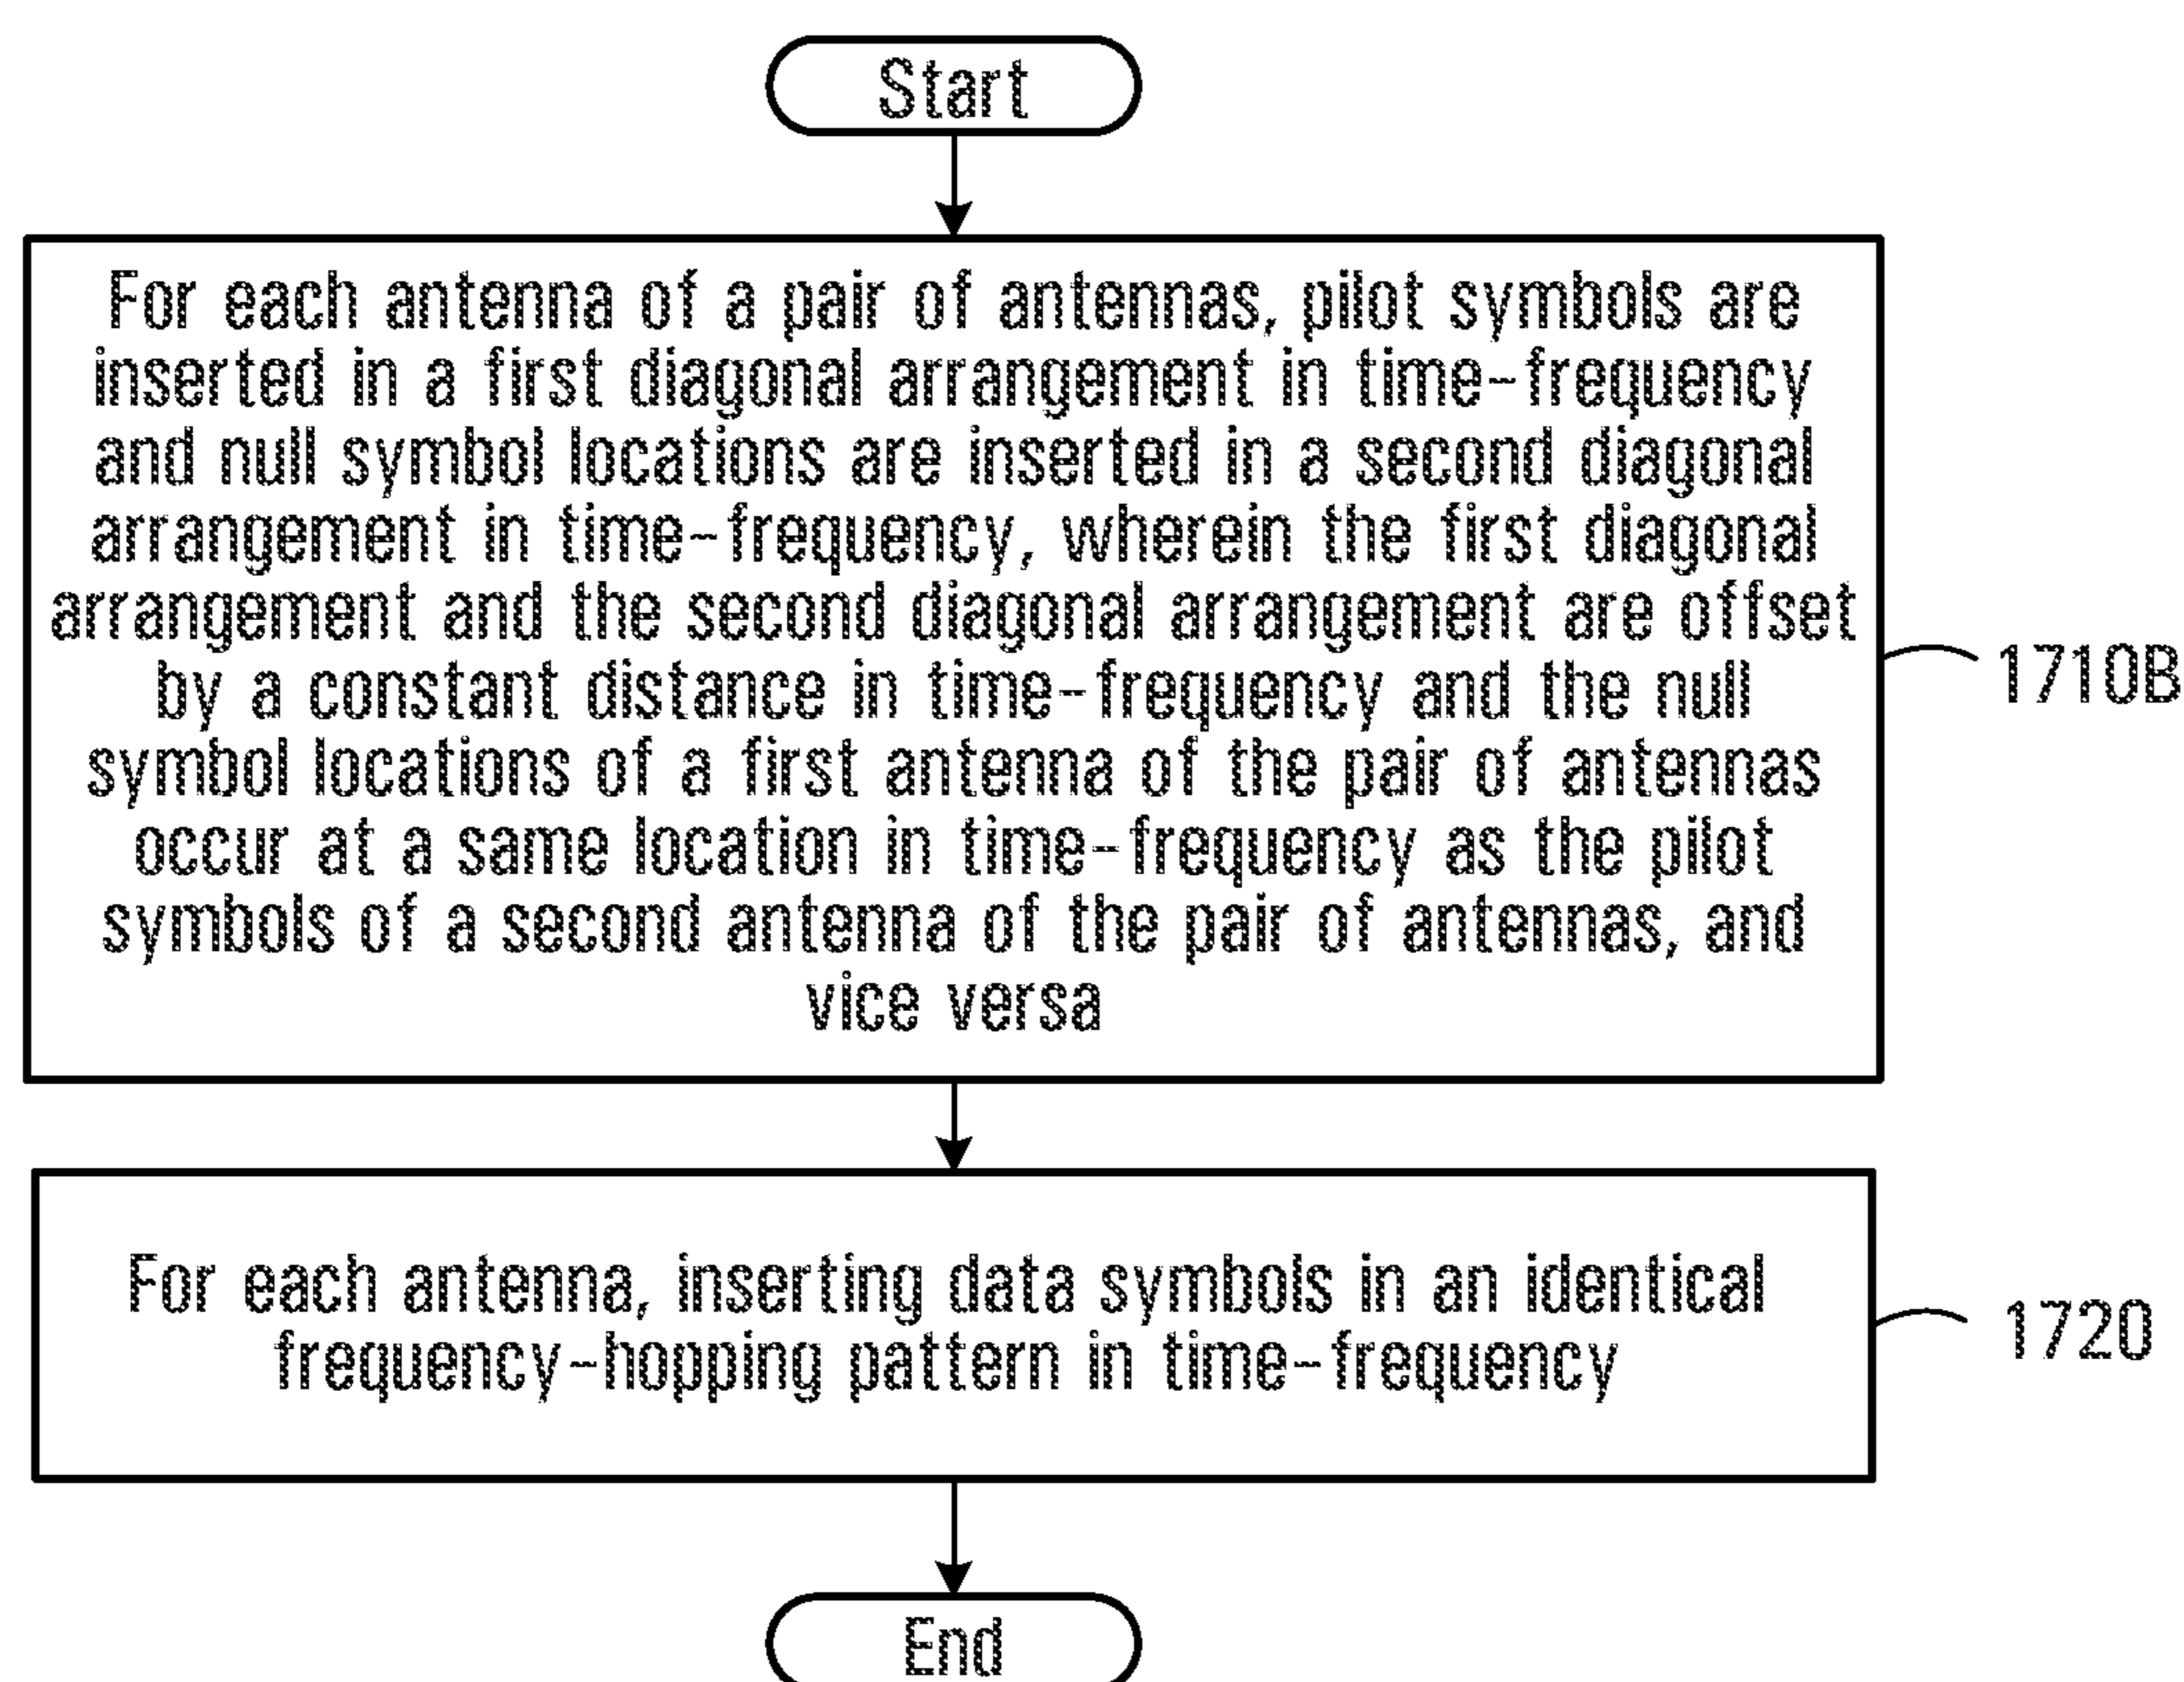 Start
For each antenna of a pair of antennas, pilot symbols are
inserted in a first diagonal arrangement in time-frequency
and null symbol locations are inserted in a second diagonal
arrangement in time-frequency, wherein the first diagonal
arrangement and the second diagonal arrangement are offset
by a constant distance in time-frequency and the null
symbol locations of a first antenna of the pair of antennas
occur at a same location in time-frequency as the pilot
symbols of a second antenna of the pair of antennas, and
vice versa
1710B
For each antenna, inserting data symbols in an identical
frequency-hopping pattern in time-frequency
1720
End